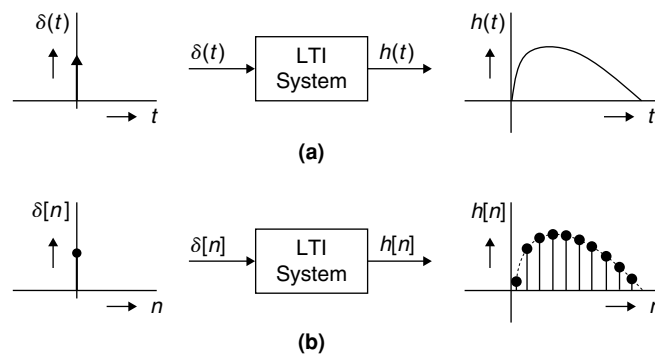 δ(t)
t
δ(t)
LTI
System
h(t)
h(t)
t
(a)
δ[n]
n
δ[n]
LTI
System
h[n]
h[n]
(b)